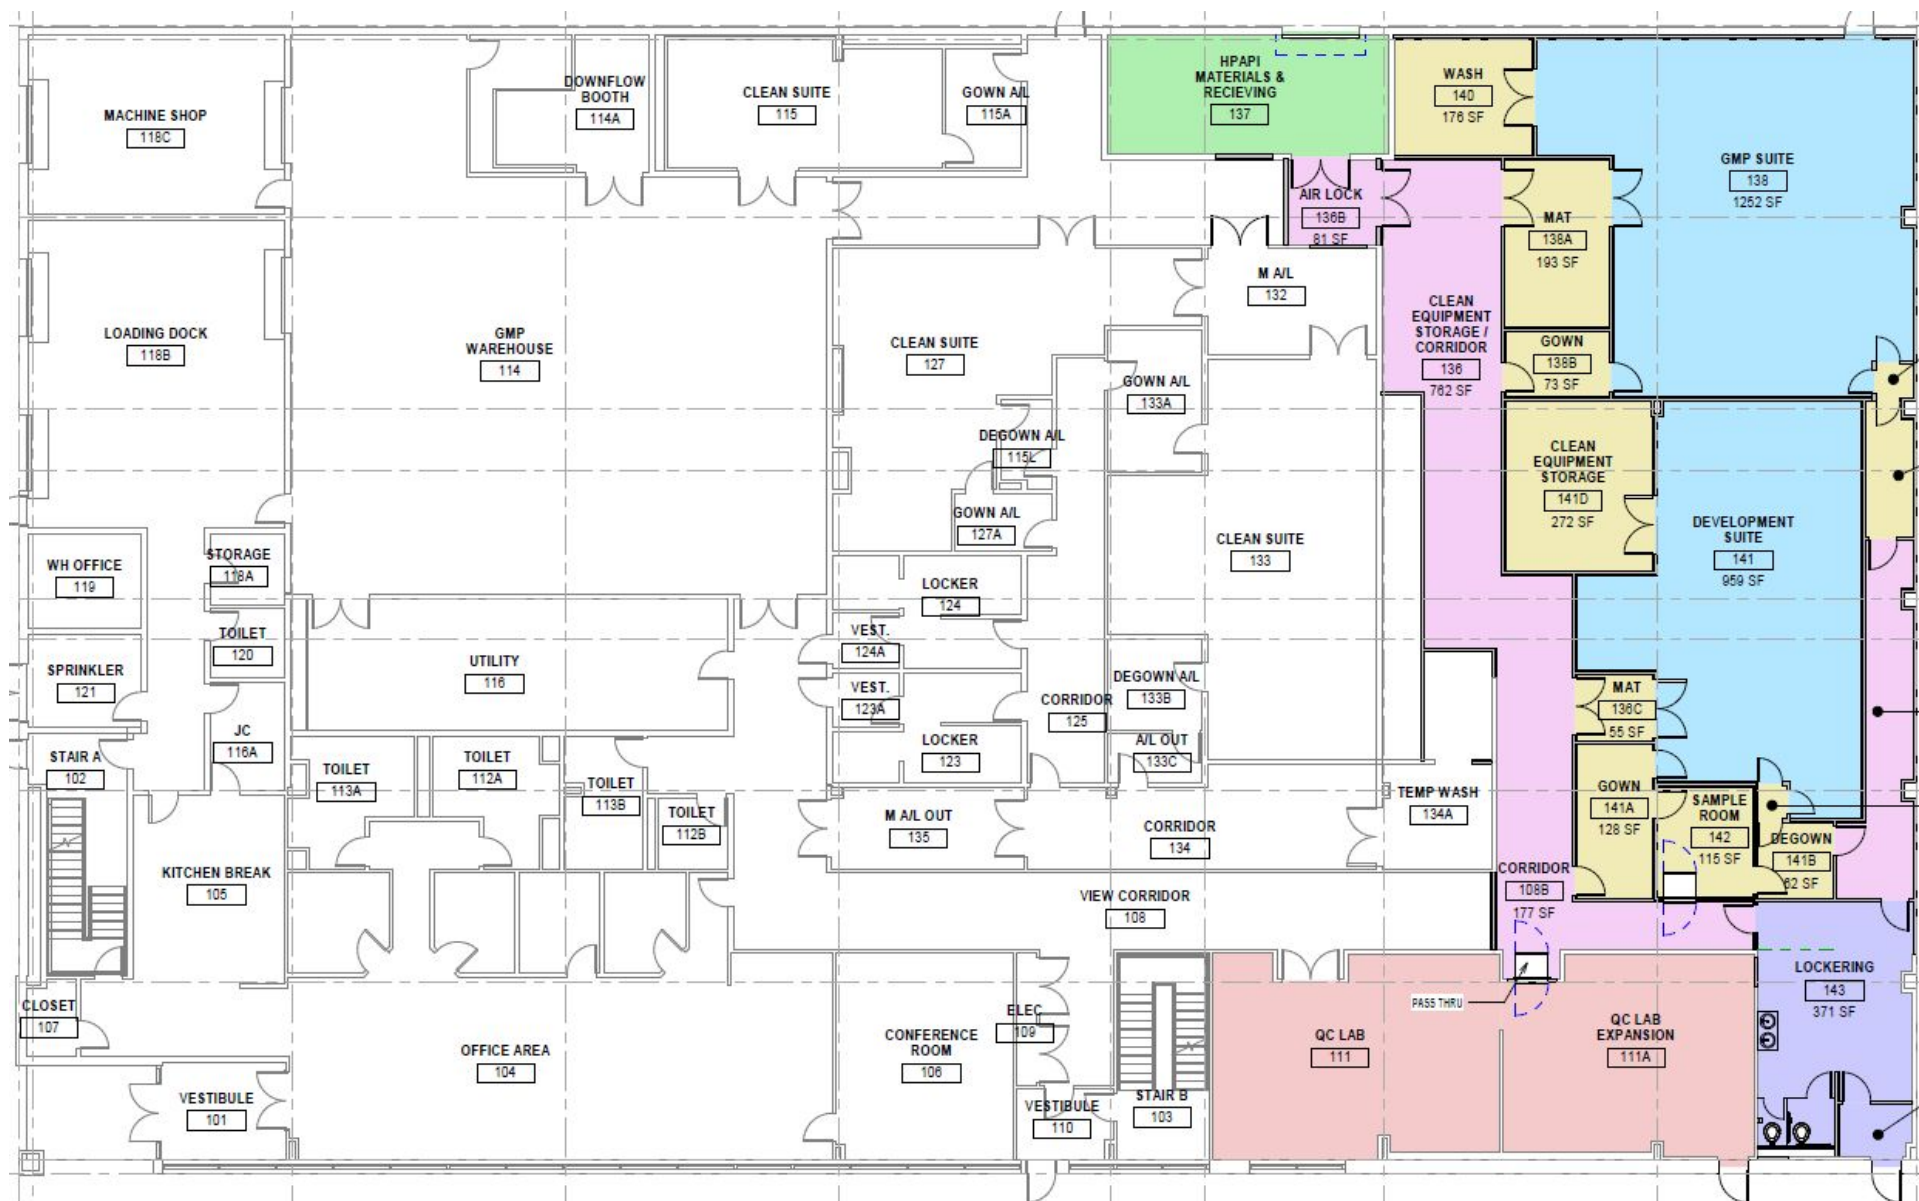 MACHINE SHOP
118C
DOWNFLOW
BOOTH
114A
CLEAN SUITE
115
GOWN A/L
115A
HPAPI
MATERIALS &
RECIEVING
137
WASH
140
176 SF
GMP SUITE
138
1252 SF
AIR LOCK
136B
81 SF
MAT
138A
193 SF
LOADING DOCK
118B
GMP
WAREHOUSE
114
CLEAN SUITE
127
M A/L
132
CLEAN
EQUIPMENT
STORAGE /
CORRIDOR
136
762 SF
GOWN
138B
73 SF
GOWN A/L
133A
DEGOWN A/L
115L
GOWN A/L
127A
CLEAN
EQUIPMENT
STORAGE
141D
272 SF
DEVELOPMENT
SUITE
141
959 SF
WH OFFICE
119
STORAGE
118A
LOCKER
124
CLEAN SUITE
133
TOILET
120
VEST.
124A
SPRINKLER
121
UTILITY
116
VEST.
123A
DEGOWN A/L
133B
MAT
136C
55 SF
JC
116A
CORRIDOR
125
LOCKER
123
A/L OUT
133C
STAIR A
102
TOILET
113A
TOILET
112A
TOILET
113B
TOILET
112B
M A/L OUT
135
CORRIDOR
134
TEMP WASH
134A
GOWN
141A
128 SF
SAMPLE
ROOM
142
115 SF
DEGOWN
141B
62 SF
KITCHEN BREAK
105
VIEW CORRIDOR
108
CORRIDOR
108B
177 SF
CLOSET
107
OFFICE AREA
104
CONFERENCE
ROOM
106
ELEC
109
PASS THRU
QC LAB
111
QC LAB
EXPANSION
111A
LOCKERING
143
371 SF
VESTIBULE
101
VESTIBULE
110
STAIR B
103